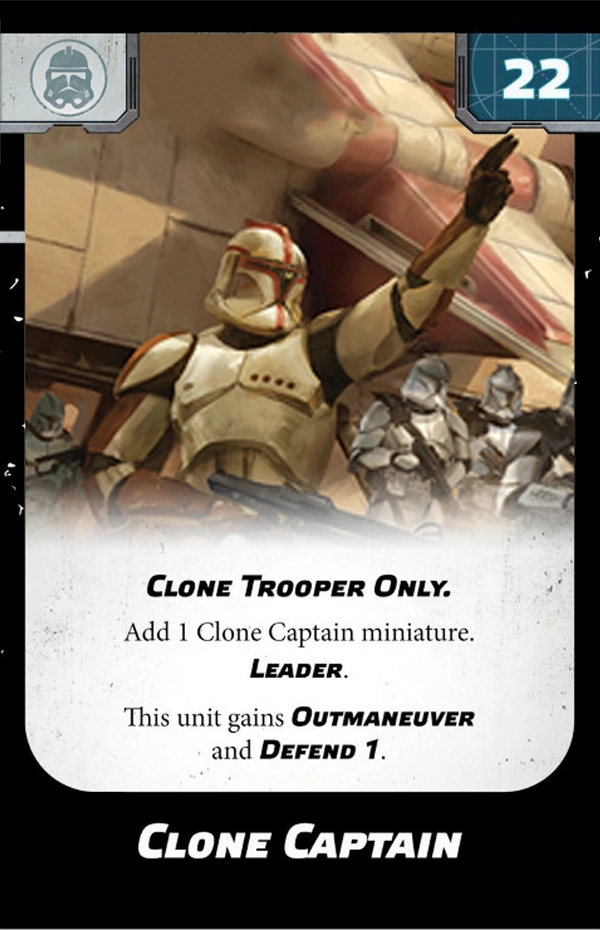 22
CLONE TROOPER ONLY.
Add 1 Clone Captain miniature.
LEADER.
This unit gains OUTMANEUVER
and DEFEND 1.
CLONE CAPTAIN